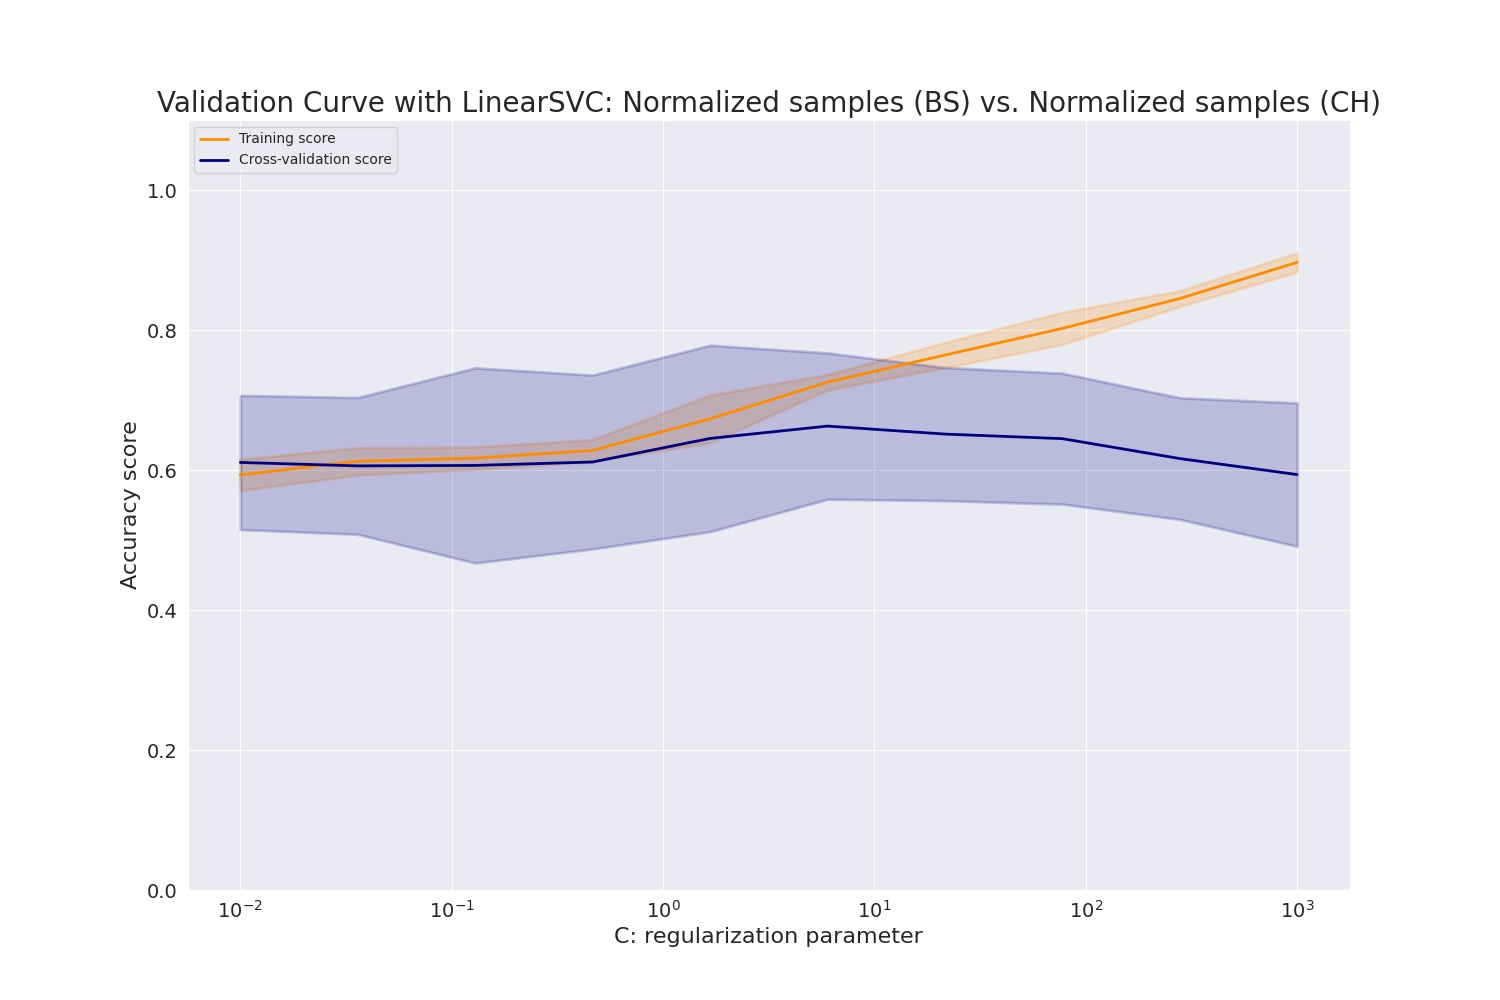 Validation Curve with LinearSVC: Normalized samples (BS) vs. Normalized samples (CH)
Training score
Cross-validation score
1.0
0.8
0.6
0.4
0.2
0.0
Accuracy score
10⁻² 10⁻¹ 10⁰ 10¹ 10² 10³
C: regularization parameter